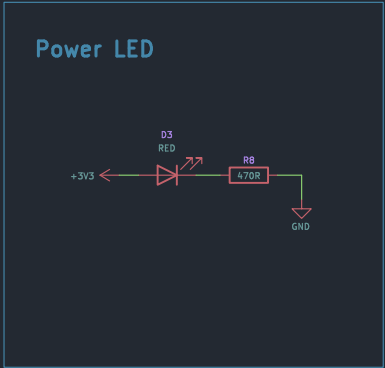 Power LED
D3
RED
R8
+3V3
470R
GND